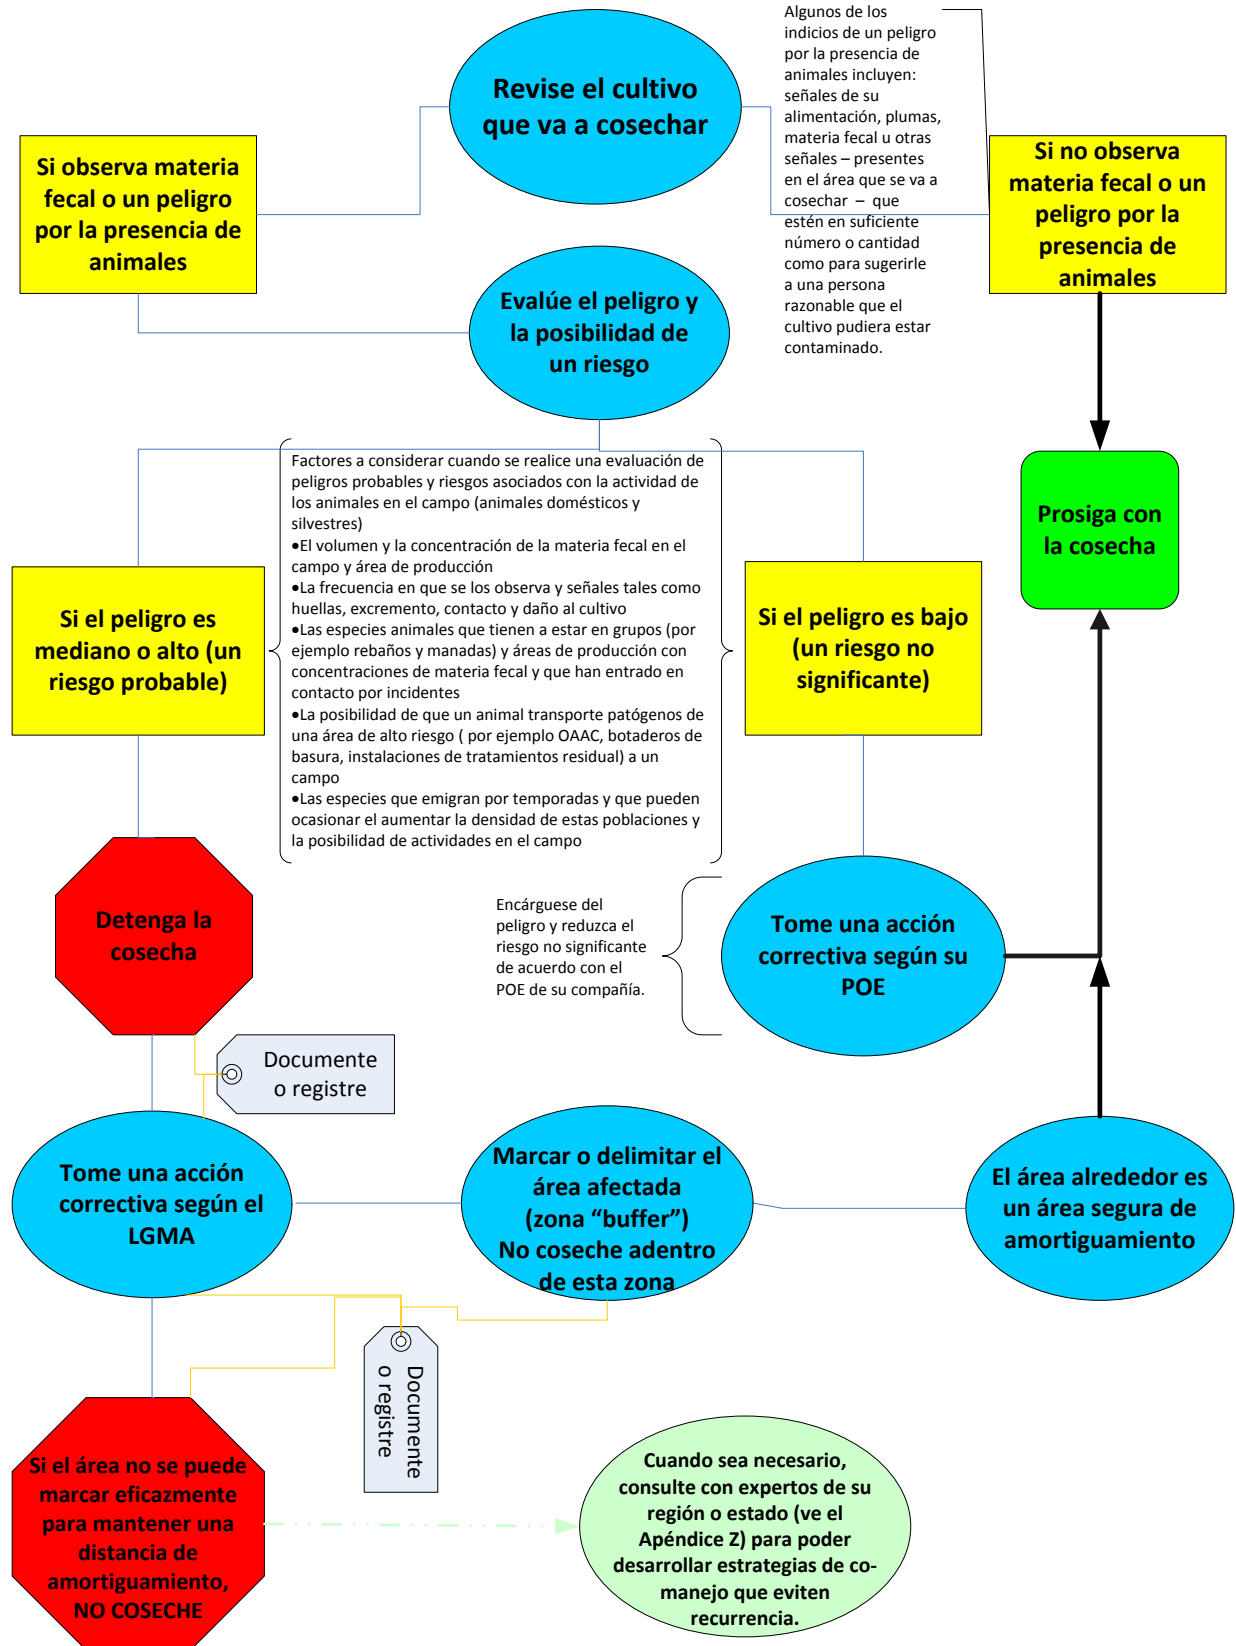 Revise el cultivo
que va a cosechar
Algunos de los
indicios de un peligro
por la presencia de
animales incluyen:
señales de su
alimentación, plumas,
materia fecal u otras
señales – presentes
en el área que se va a
cosechar – que
estén en suficiente
número o cantidad
como para sugerirle
a una persona
razonable que el
cultivo pudiera estar
contaminado.
Si observa materia
fecal o un peligro
por la presencia de
animales
Si no observa
materia fecal o un
peligro por la
presencia de
animales
Evalúe el peligro y
la posibilidad de
un riesgo
Factores a considerar cuando se realice una evaluación de
peligros probables y riesgos asociados con la actividad de
los animales en el campo (animales domésticos y
silvestres)
•El volumen y la concentración de la materia fecal en el
campo y área de producción
•La frecuencia en que se los observa y señales tales como
huellas, excremento, contacto y daño al cultivo
•Las especies animales que tienen a estar en grupos (por
ejemplo rebaños y manadas) y áreas de producción con
concentraciones de materia fecal y que han entrado en
contacto por incidentes
•La posibilidad de que un animal transporte patógenos de
una área de alto riesgo ( por ejemplo OAAC, botaderos de
basura, instalaciones de tratamientos residual) a un
campo
•Las especies que emigran por temporadas y que pueden
ocasionar el aumentar la densidad de estas poblaciones y
la posibilidad de actividades en el campo
Prosiga con
la cosecha
Si el peligro es
mediano o alto (un
riesgo probable)
Si el peligro es bajo
(un riesgo no
significante)
Detenga la
cosecha
Encárguese del
peligro y reduzca el
riesgo no significante
de acuerdo con el
POE de su compañía.
Tome una acción
correctiva según su
POE
Documente
o registre
Tome una acción
correctiva según el
LGMA
Marcar o delimitar el
área afectada
(zona “buffer”)
No coseche adentro
de esta zona
El área alrededor es
un área segura de
amortiguamiento
Documente
o registre
Si el área no se puede
marcar eficazmente
para mantener una
distancia de
amortiguamiento,
NO COSECHE
Cuando sea necesario,
consulte con expertos de su
región o estado (ve el
Apéndice Z) para poder
desarrollar estrategias de co-
manejo que eviten
recurrencia.